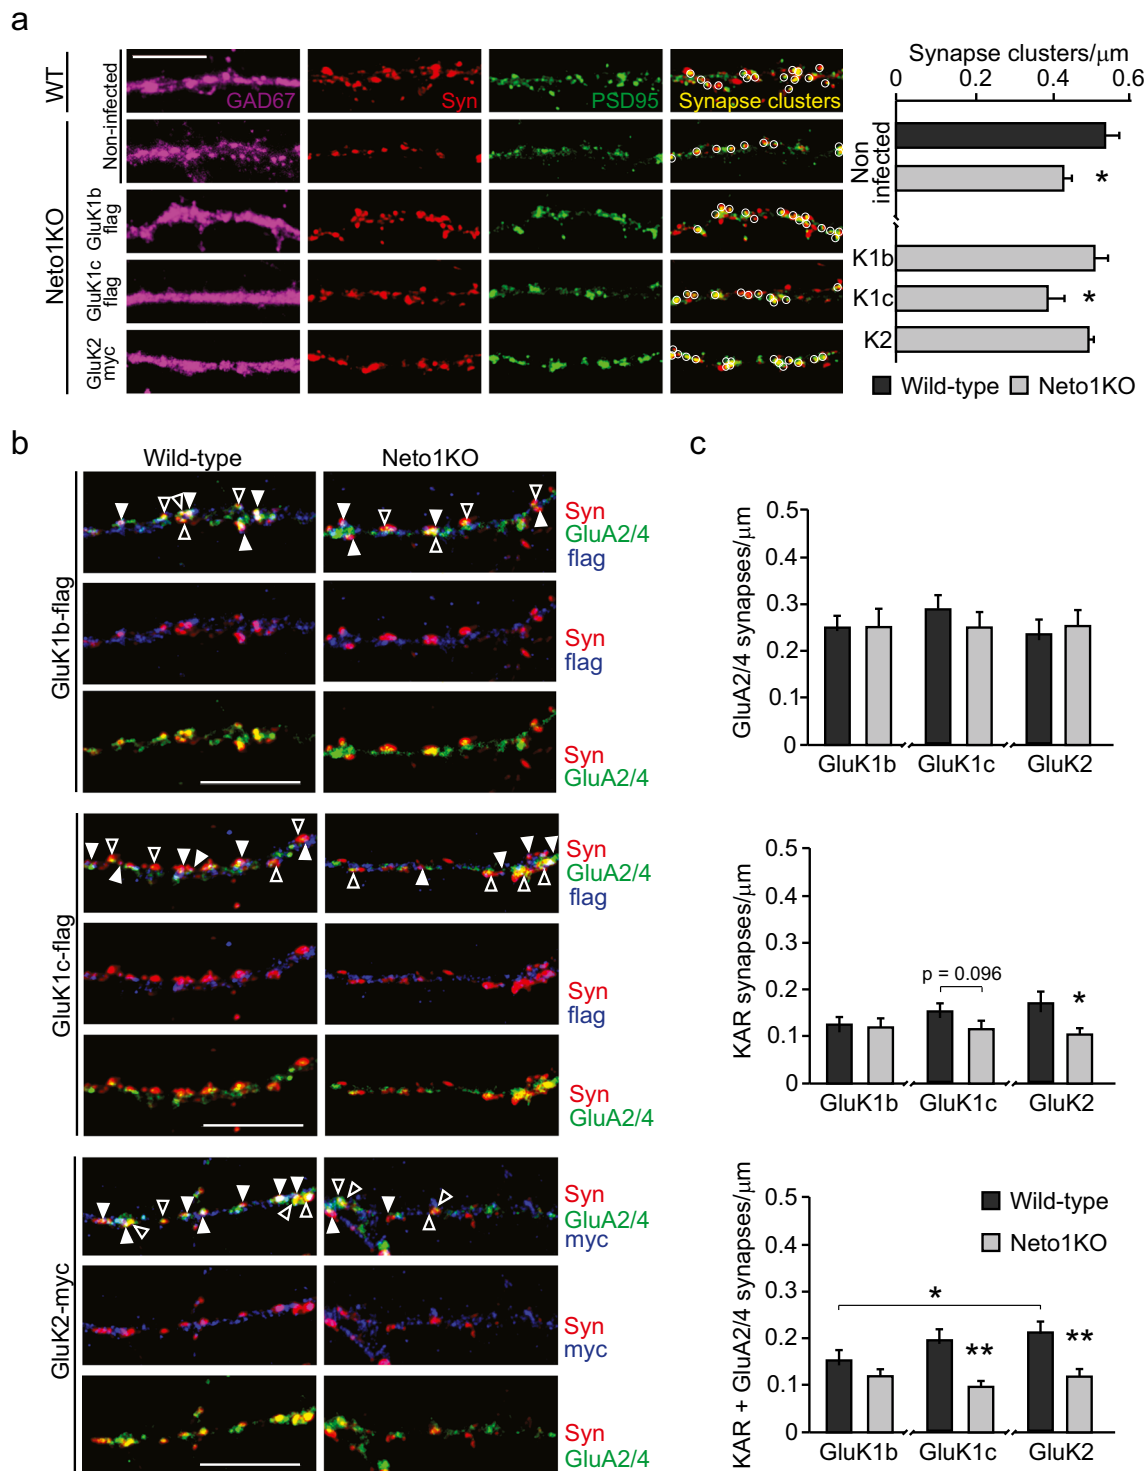 a
WT
Neto1KO
Non-infected
GluK1b
flag
GluK1c
flag
GluK2
myc
GAD67
Syn
PSD95
Synapse clusters
Synapse clusters/μm
0
0.2
0.4
0.6
Non
infected
*
K1b
K1c
*
K2
Wild-type
Neto1KO
b
Wild-type
Neto1KO
GluK1b-flag
Syn
GluA2/4
flag
Syn
flag
Syn
GluA2/4
GluK1c-flag
Syn
GluA2/4
flag
Syn
flag
Syn
GluA2/4
GluK2-myc
Syn
GluA2/4
myc
Syn
myc
Syn
GluA2/4
c
GluA2/4 synapses/μm
0.5
0.4
0.3
0.2
0.1
0
GluK1b
GluK1c
GluK2
KAR synapses/μm
0.5
0.4
0.3
0.2
0.1
0
p = 0.096
*
GluK1b
GluK1c
GluK2
KAR + GluA2/4 synapses/μm
0.5
0.4
0.3
0.2
0.1
0
Wild-type
Neto1KO
*
**
**
GluK1b
GluK1c
GluK2